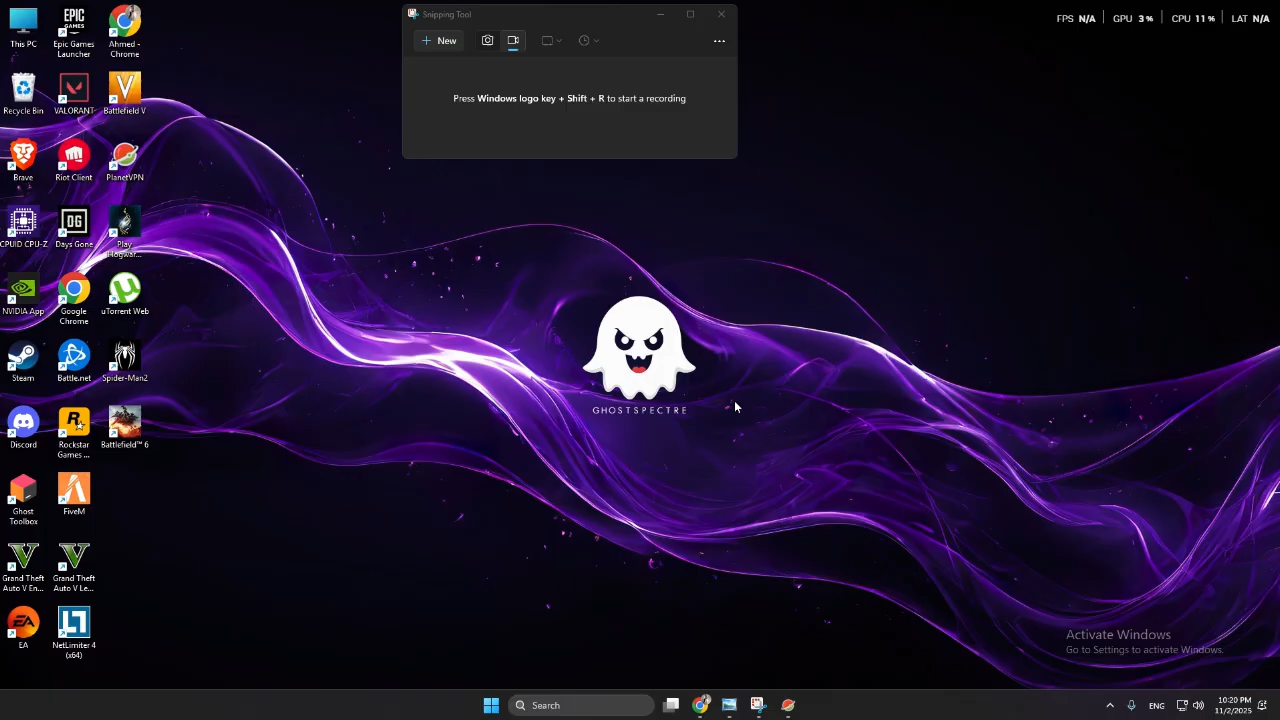 Snipping Tool
New
Press Windows logo key + Shift + R to start a recording
FPS N/A
GPU 3 %
CPU 11 %
LAT N/A
This PC
Epic Games
Launcher
Ahmed -
Chrome
Recycle Bin
VALORANT
Battlefield V
Brave
Riot Client
PlanetVPN
CPUID CPU-Z
Days Gone
Play
Hogwar...
NVIDIA App
Google
Chrome
uTorrent Web
Steam
Battle.net
Spider-Man2
Discord
Rockstar
Games ...
Battlefield™ 6
Ghost
Toolbox
FiveM
Grand Theft
Auto V En...
Grand Theft
Auto V Le...
EA
NetLimiter 4
(x64)
GHOSTSPECTRE
Activate Windows
Go to Settings to activate Windows.
Search
ENG
10:20 PM
11/2/2025